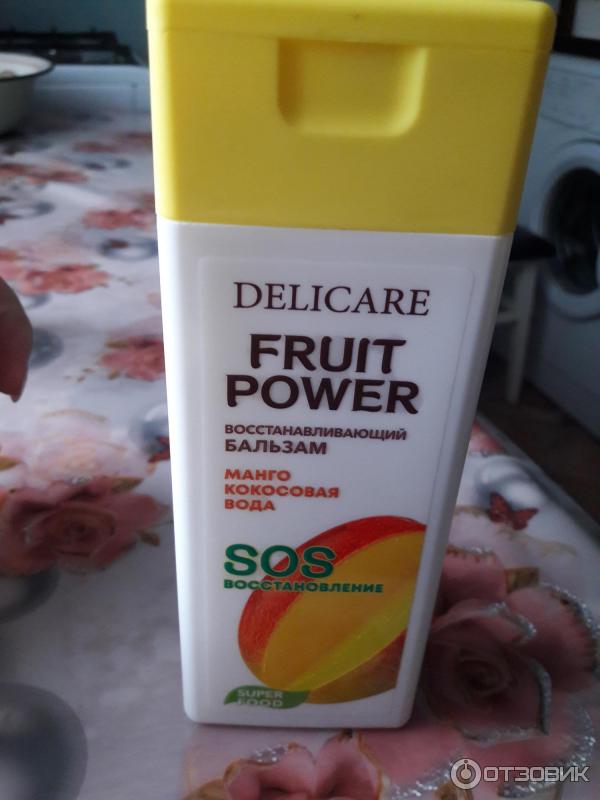 DELICARE
FRUIT
POWER
ВОССТАНАВЛИВАЮЩИЙ
БАЛЬЗАМ
МАНГО
КОКОСОВАЯ
ВОДА
SOS
ВОССТАНОВЛЕНИЕ
SUPER
FOOD
ОТЗОВИК